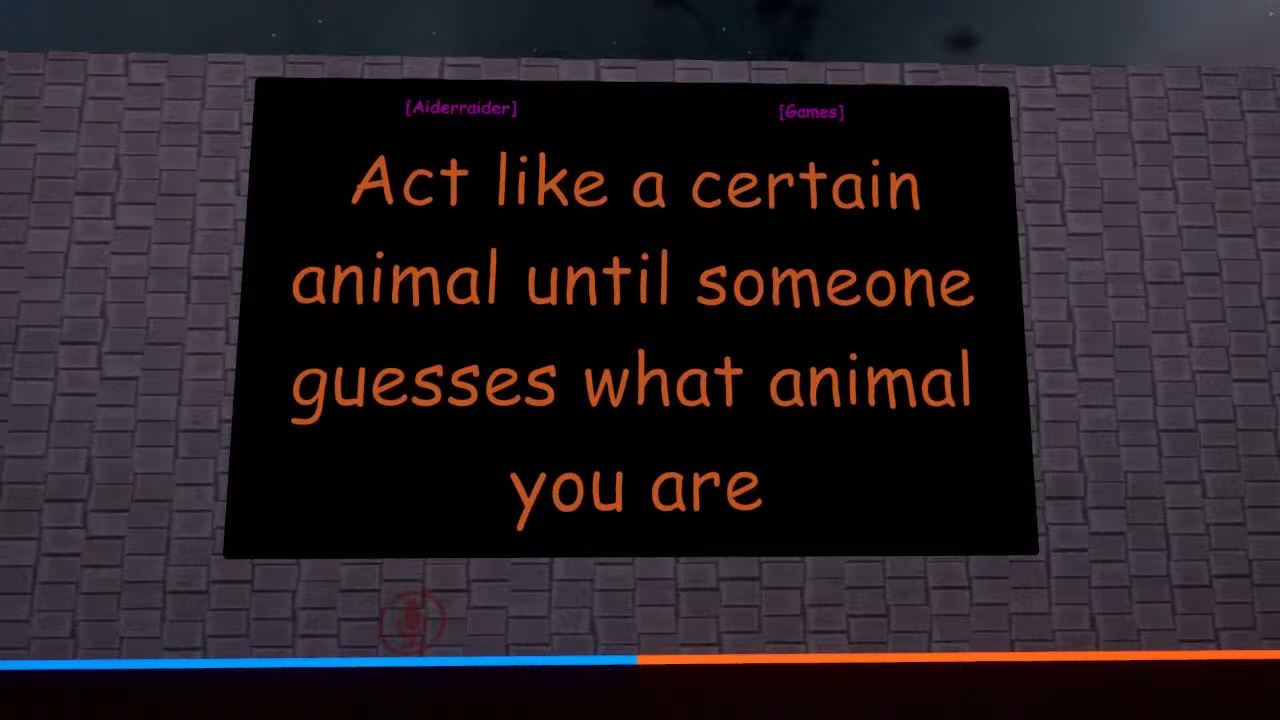 [Aiderraider] [Games]
Act like a certain
animal until someone
guesses what animal
you are